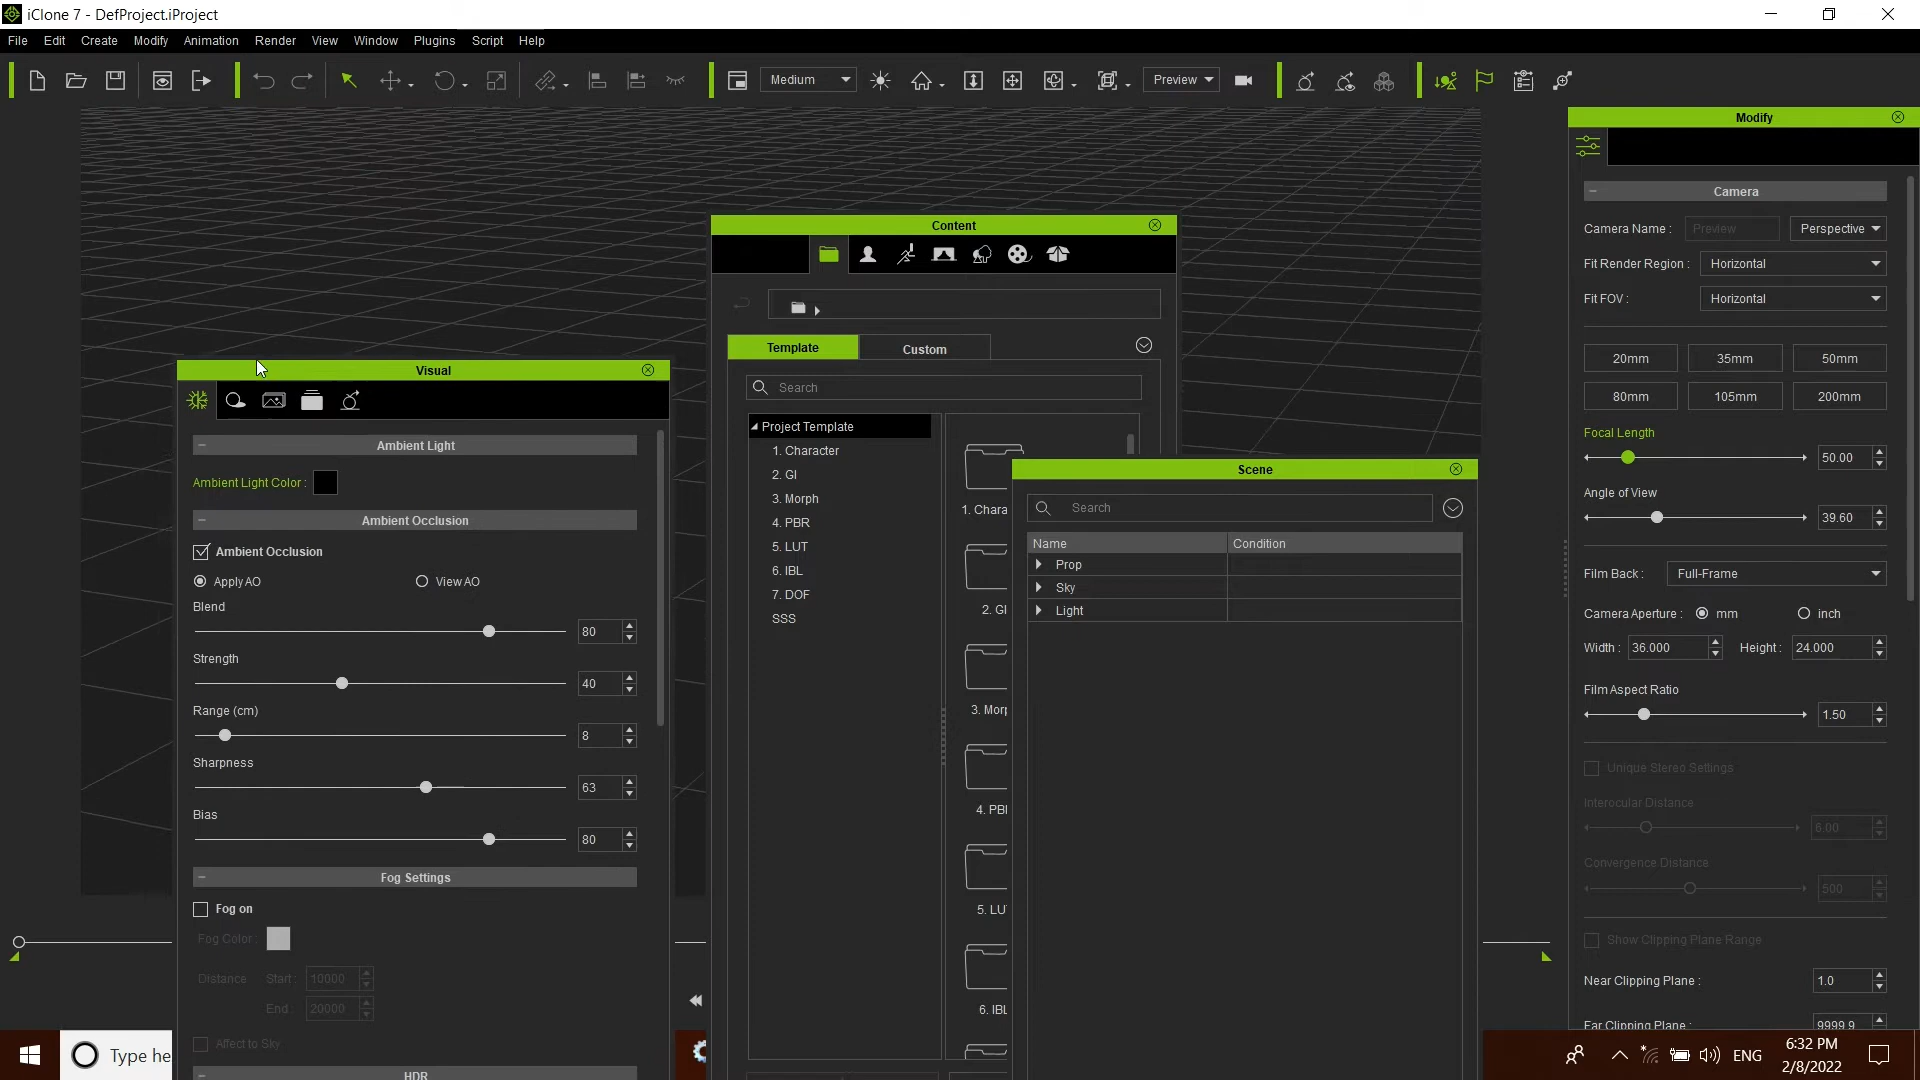 iClone 7 - DefProject.iProject
File Edit Create Modify Animation Render View Window Plugins Script Help
Medium
Preview
Modify
Camera
Camera Name : Preview Perspective
Fit Render Region : Horizontal
Fit FOV : Horizontal
20mm 35mm 50mm
80mm 105mm 200mm
Focal Length
50.00
Angle of View
39.60
Film Back : Full-Frame
Camera Aperture : mm inch
Width : 36.000 Height : 24.000
Film Aspect Ratio
1.50
Unique Stereo Settings
Interocular Distance
6.00
Convergence Distance
500
Show Clipping Plane Range
Near Clipping Plane : 1.0
Far Clipping Plane : 9999.9
Content
Template Custom
Search
Project Template
1. Character
2. GI
3. Morph
4. PBR
5. LUT
6. IBL
7. DOF
SSS
1. Chara
2. GI
3. Morp
4. PBI
5. LU
6. IBL
Scene
Search
Name Condition
Prop
Sky
Light
Visual
Ambient Light
Ambient Light Color :
Ambient Occlusion
Ambient Occlusion
Apply AO View AO
Blend
80
Strength
40
Range (cm)
8
Sharpness
63
Bias
80
Fog Settings
Fog on
Fog Color :
Distance Start : 10000
End : 20000
Affect to Sky
HDR
Type he
ENG
6:32 PM
2/8/2022